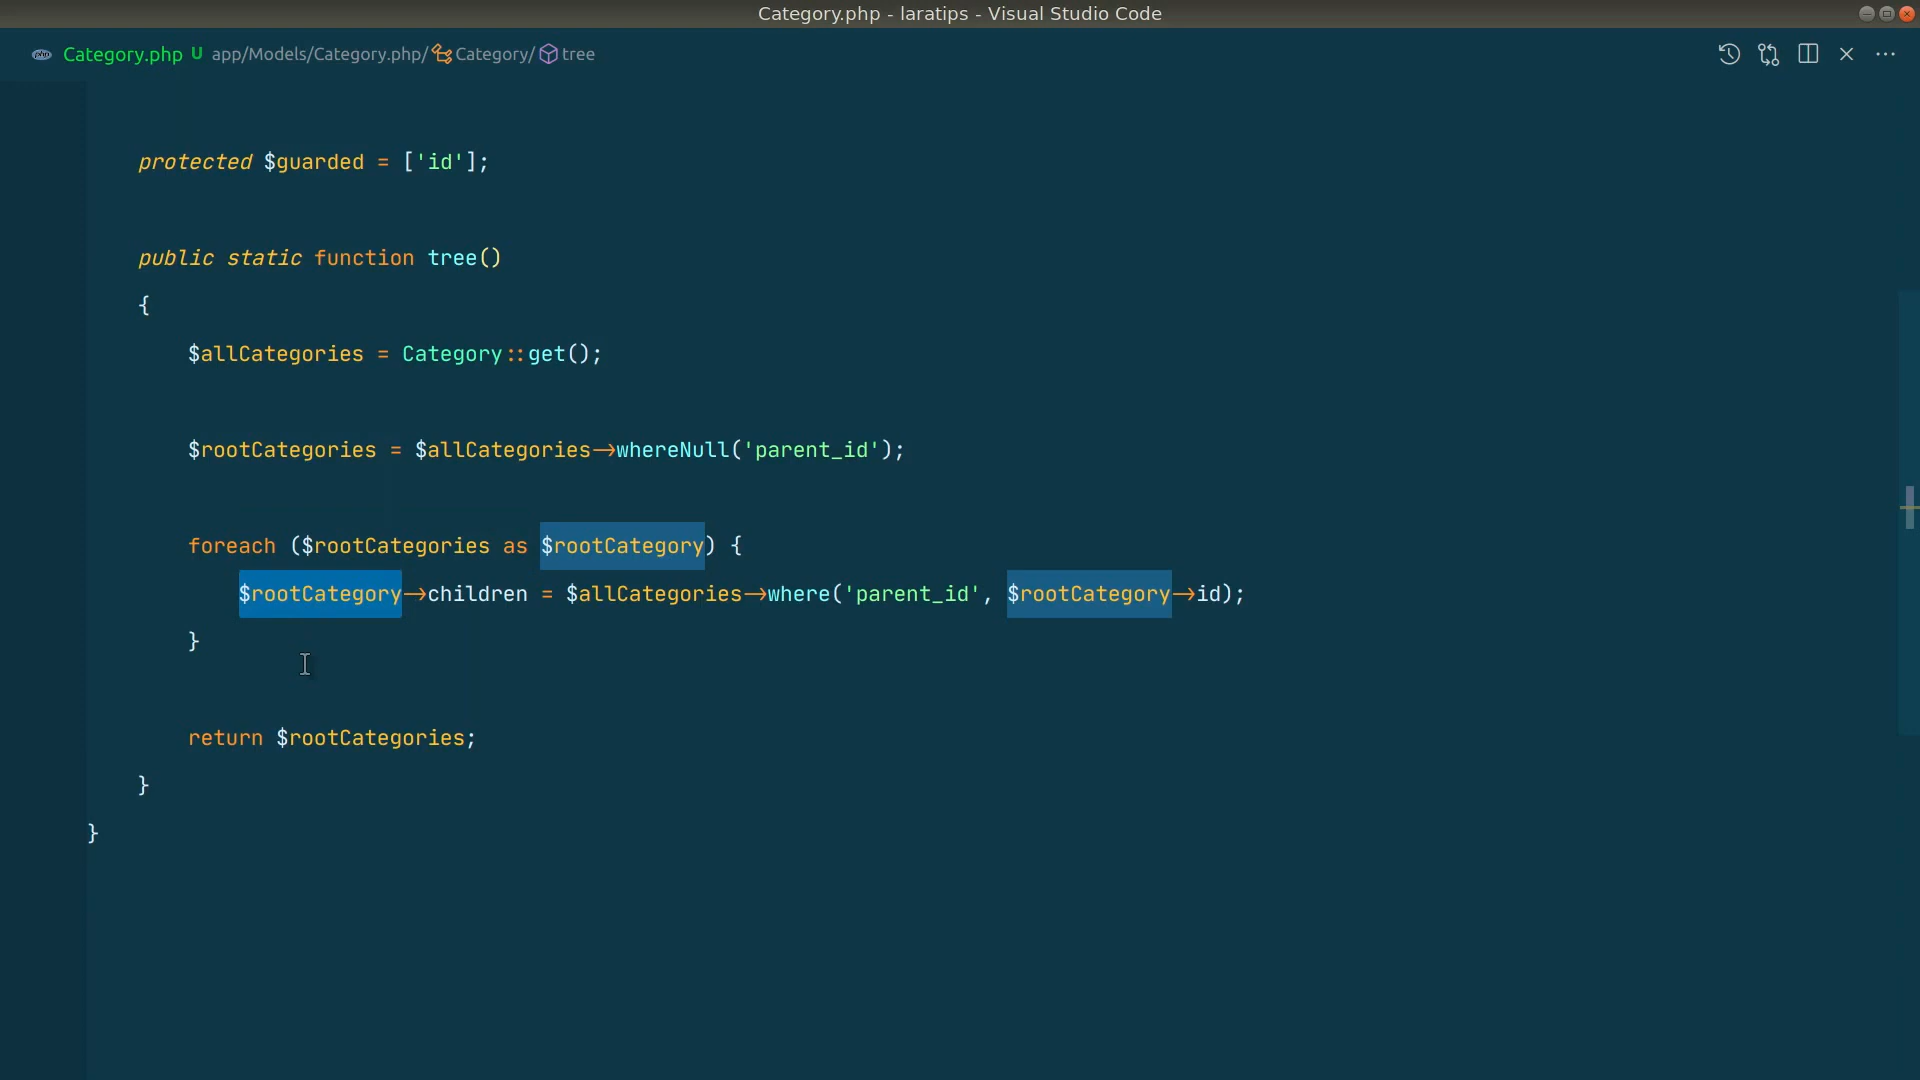 Category.php - laratips - Visual Studio Code
php Category.php U app/Models/Category.php/Category/tree
protected $guarded = ['id'];
public static function tree()
{
$allCategories = Category::get();
$rootCategories = $allCategories->whereNull('parent_id');
foreach ($rootCategories as $rootCategory) {
$rootCategory->children = $allCategories->where('parent_id', $rootCategory->id);
}
return $rootCategories;
}
}